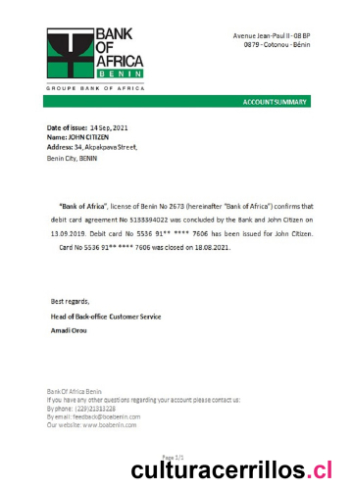 BANK
OF
AFRICA
BENIN
GROUPE BANK OF AFRICA
Avenue Jean-Paul II - 08 BP
0879 - Cotonou - Bénin
ACCOUNT SUMMARY
Date of issue: 14 Sep, 2021
Name: JOHN CITIZEN
Address: 54, Akpakpava Street,
Benin City, BENIN
"Bank of Africa", license of Benin No 2673 (hereinafter "Bank of Africa") confirms that
debit card agreement No 5193594022 was concluded by the Bank and John Citizen on
13.09.2019. Debit card No 5536 91** **** 7606 has been issued for John Citizen.
Card No 5536 91** **** 7606 was closed on 18.08.2021.
Best regards,
Head of Back-office Customer Service
Amadi Orou
Bank Of Africa Benin
If you have any other questions regarding your account please contact us:
By phone: (229)21313228
By email: feedback@boabenin.com
Our website: www.boabenin.com
Page 1/1
culturacerrillos.cl